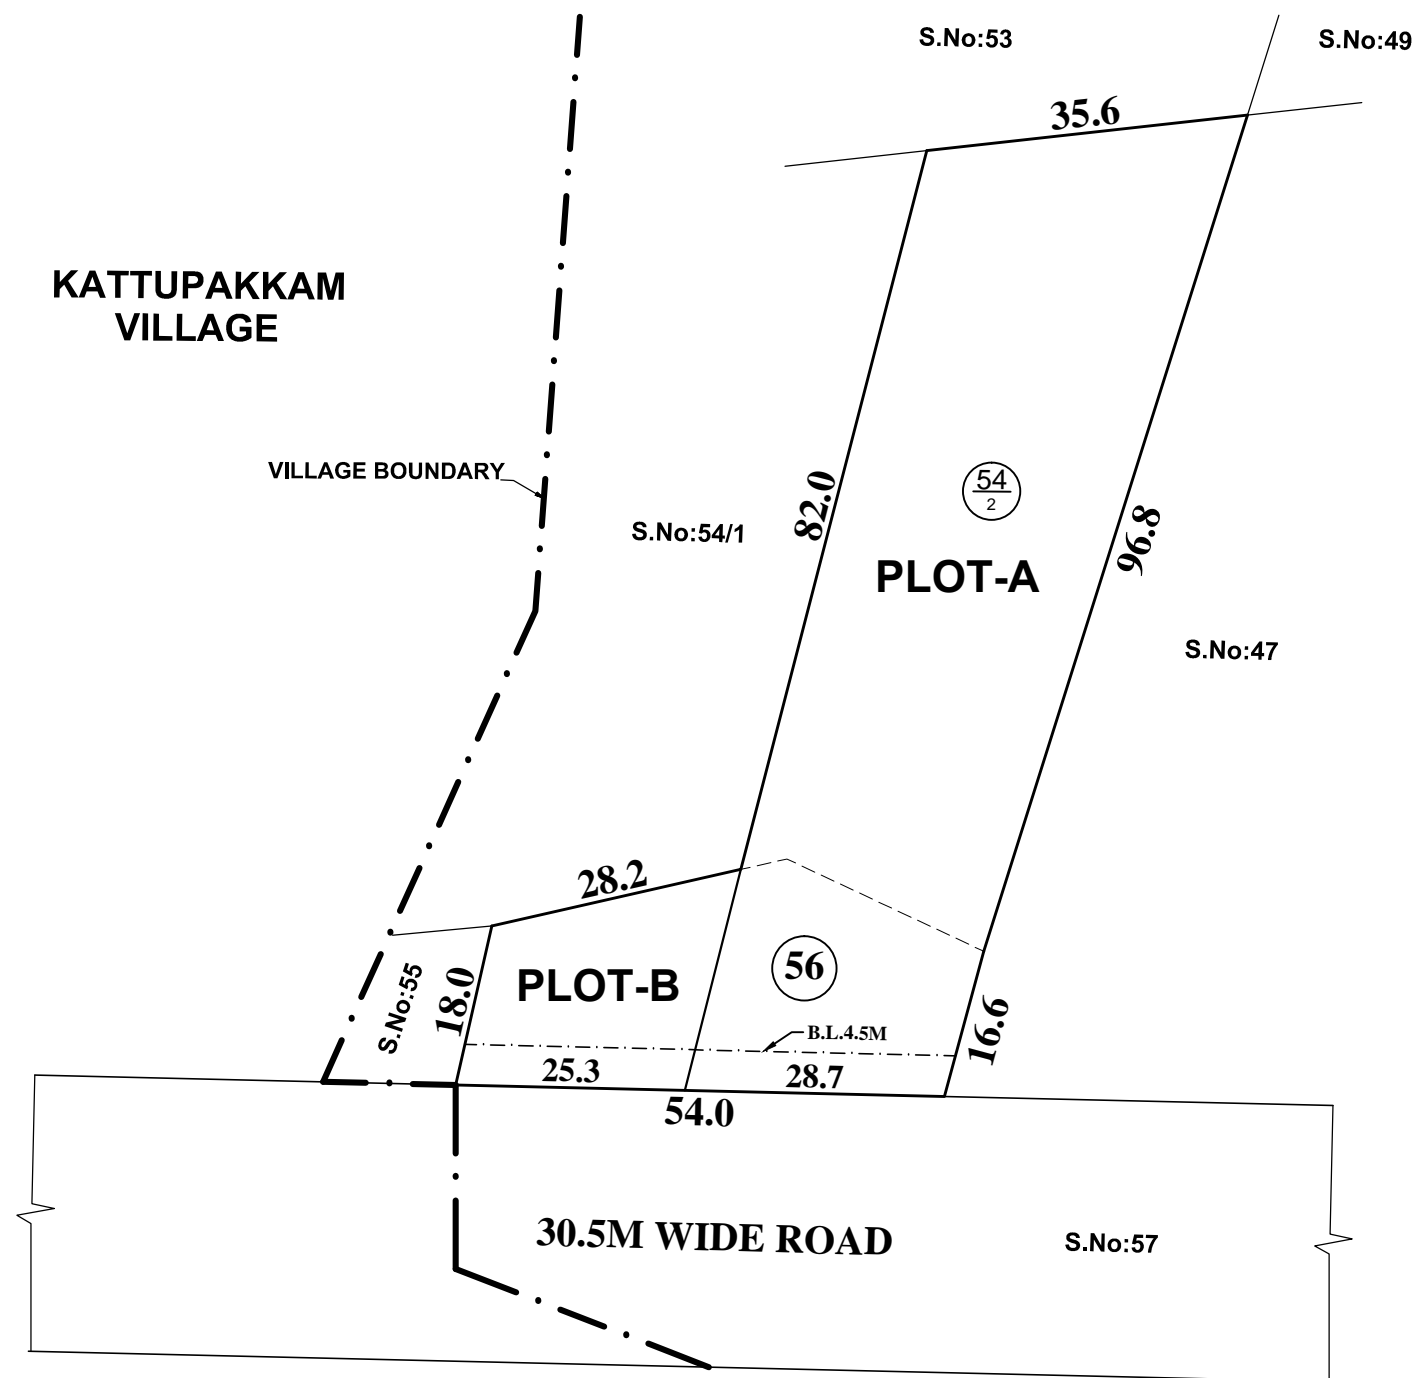 S.No:53
S.No:49
35.6
KATTUPAKKAM
VILLAGE
VILLAGE BOUNDARY
82.0
54
2
S.No:54/1
96.8
PLOT-A
S.No:47
28.2
S.No:55
18.0
PLOT-B
56
16.6
B.L.4.5M
25.3
28.7
54.0
30.5M WIDE ROAD
S.No:57